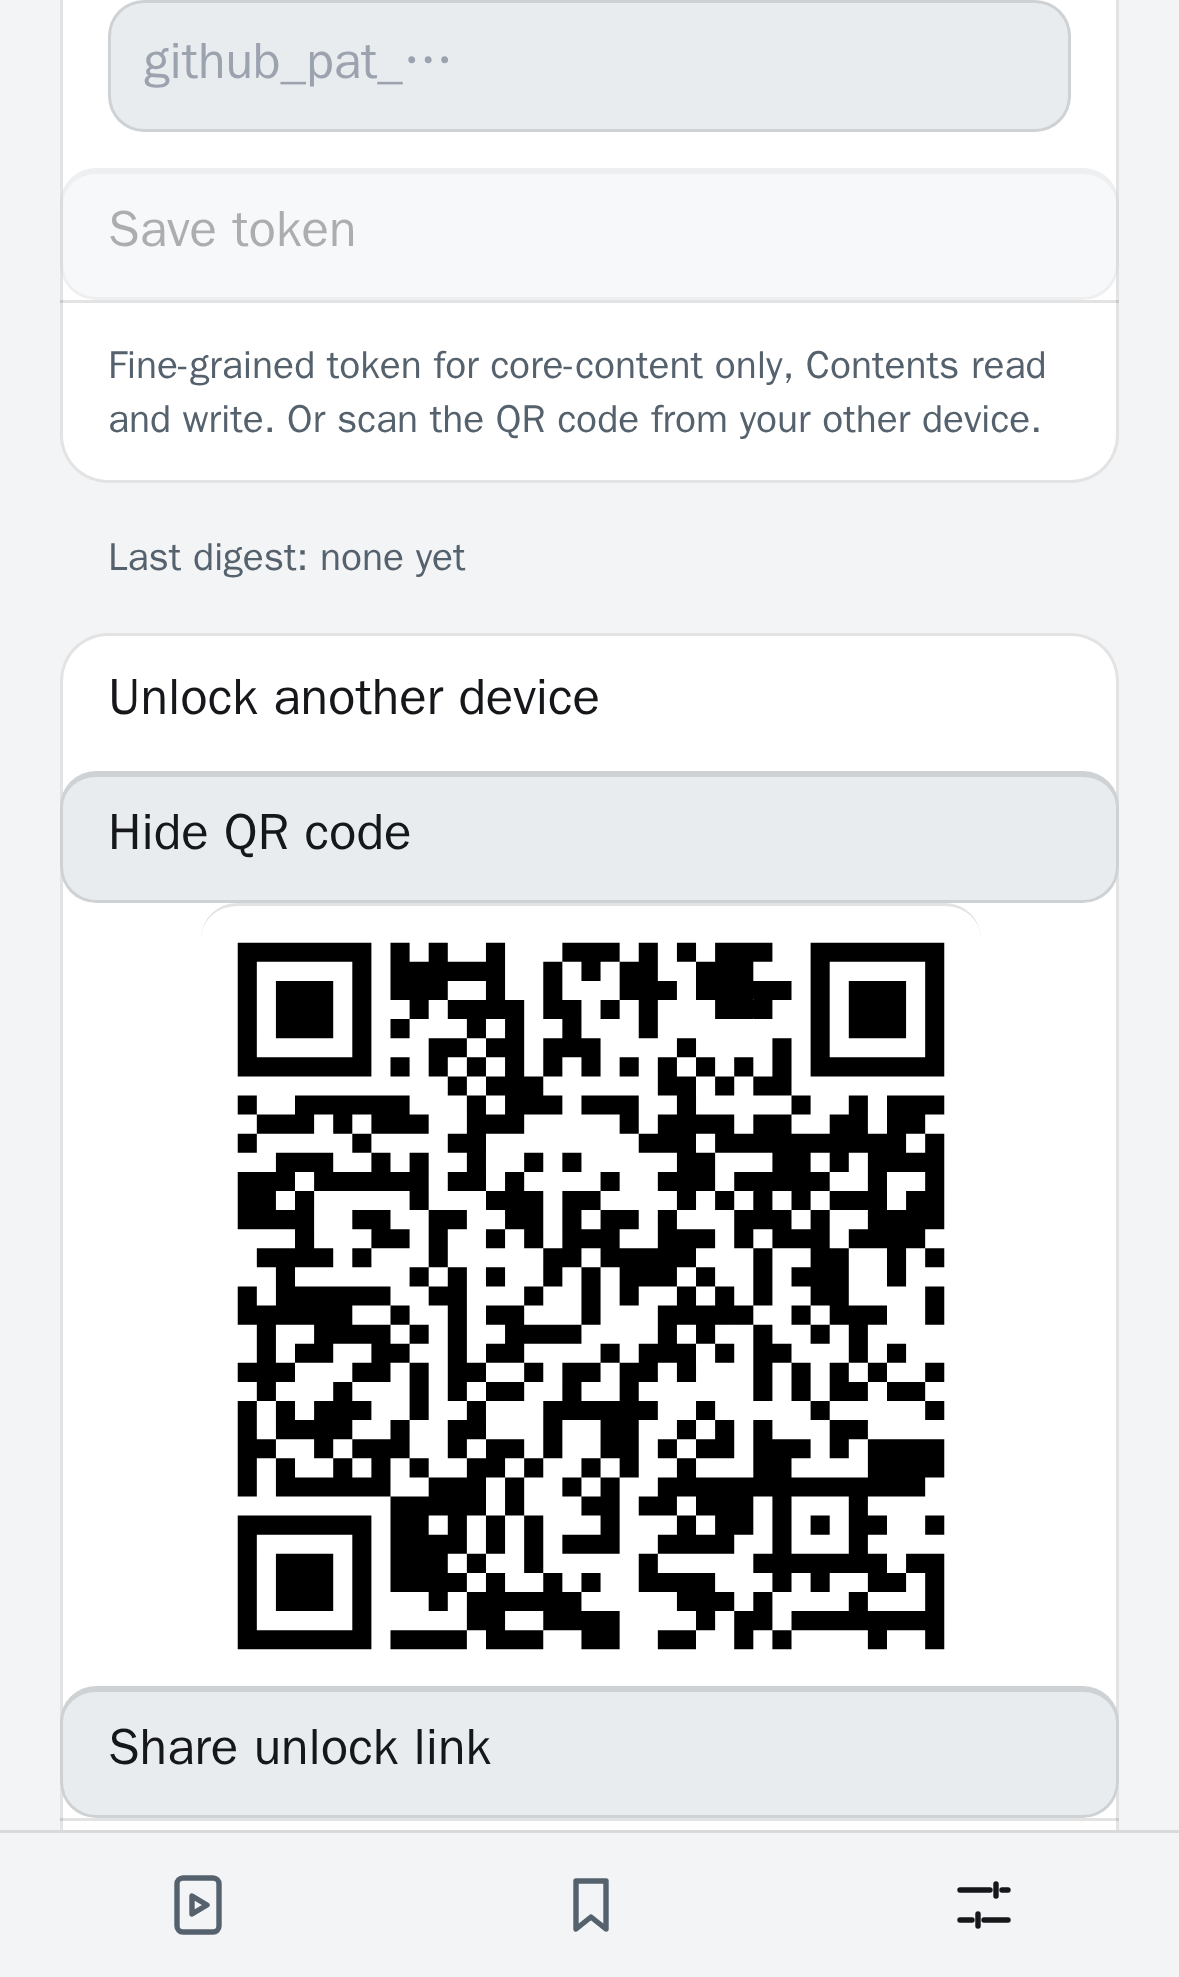 github_pat_···
Save token
Fine-grained token for core-content only, Contents read
and write. Or scan the QR code from your other device.
Last digest: none yet
Unlock another device
Hide QR code
Share unlock link